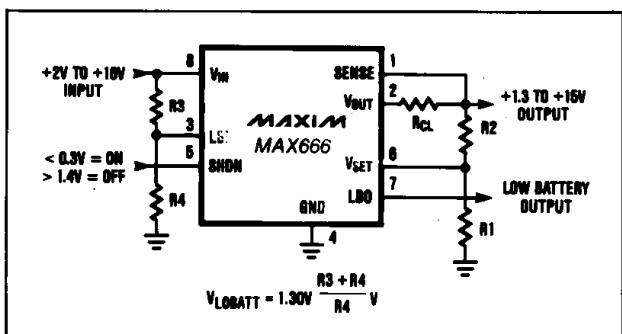 8
+2V TO +16V
INPUT
VIN
R3
3
LBI
5
SHDN
< 0.3V = ON
> 1.4V = OFF
R4
MAXIM
MAX666
GND
4
1
SENSE
2
VOUT
RCL
+1.3 TO +15V
OUTPUT
R2
6
VSET
7
LBO
LOW BATTERY
OUTPUT
R1
VLOBATT = 1.30V R3 + R4
R4 V